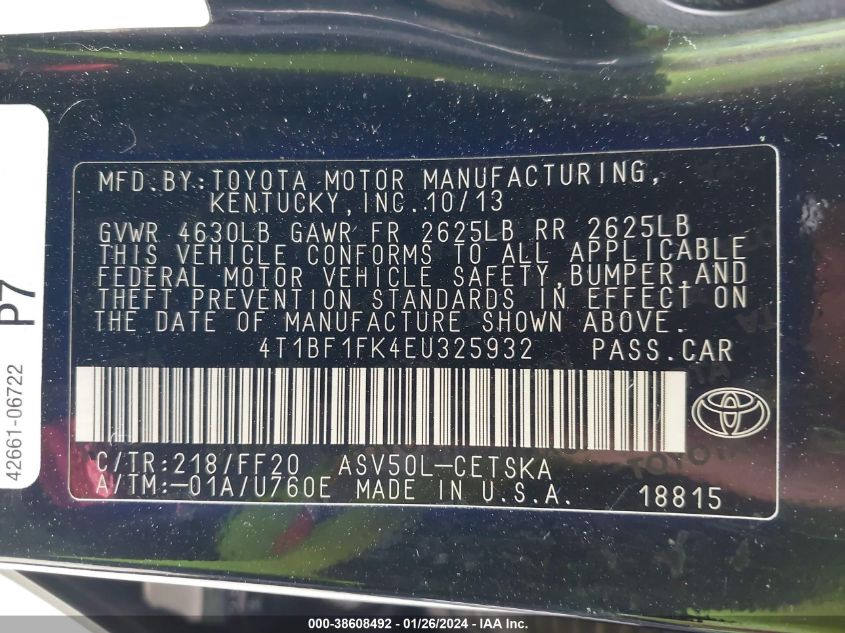 MFD.BY:TOYOTA MOTOR MANUFACTURING,
KENTUCKY,INC.10/13
GVWR 4630LB GAWR FR 2625LB RR 2625LB
THIS VEHICLE CONFORMS TO ALL APPLICABLE
FEDERAL MOTOR VEHICLE SAFETY,BUMPER,AND
THEFT PREVENTION STANDARDS IN EFFECT ON
THE DATE OF MANUFACTURE SHOWN ABOVE.
4T1BF1FK4EU325932 PASS.CAR
C/TR:218/FF20 ASV50L-CETSKA
A/TM:-01A/U760E MADE IN U.S.A. 18815
TOYOTA
P7
42661-06722
000-38608492 - 01/26/2024 - IAA Inc.